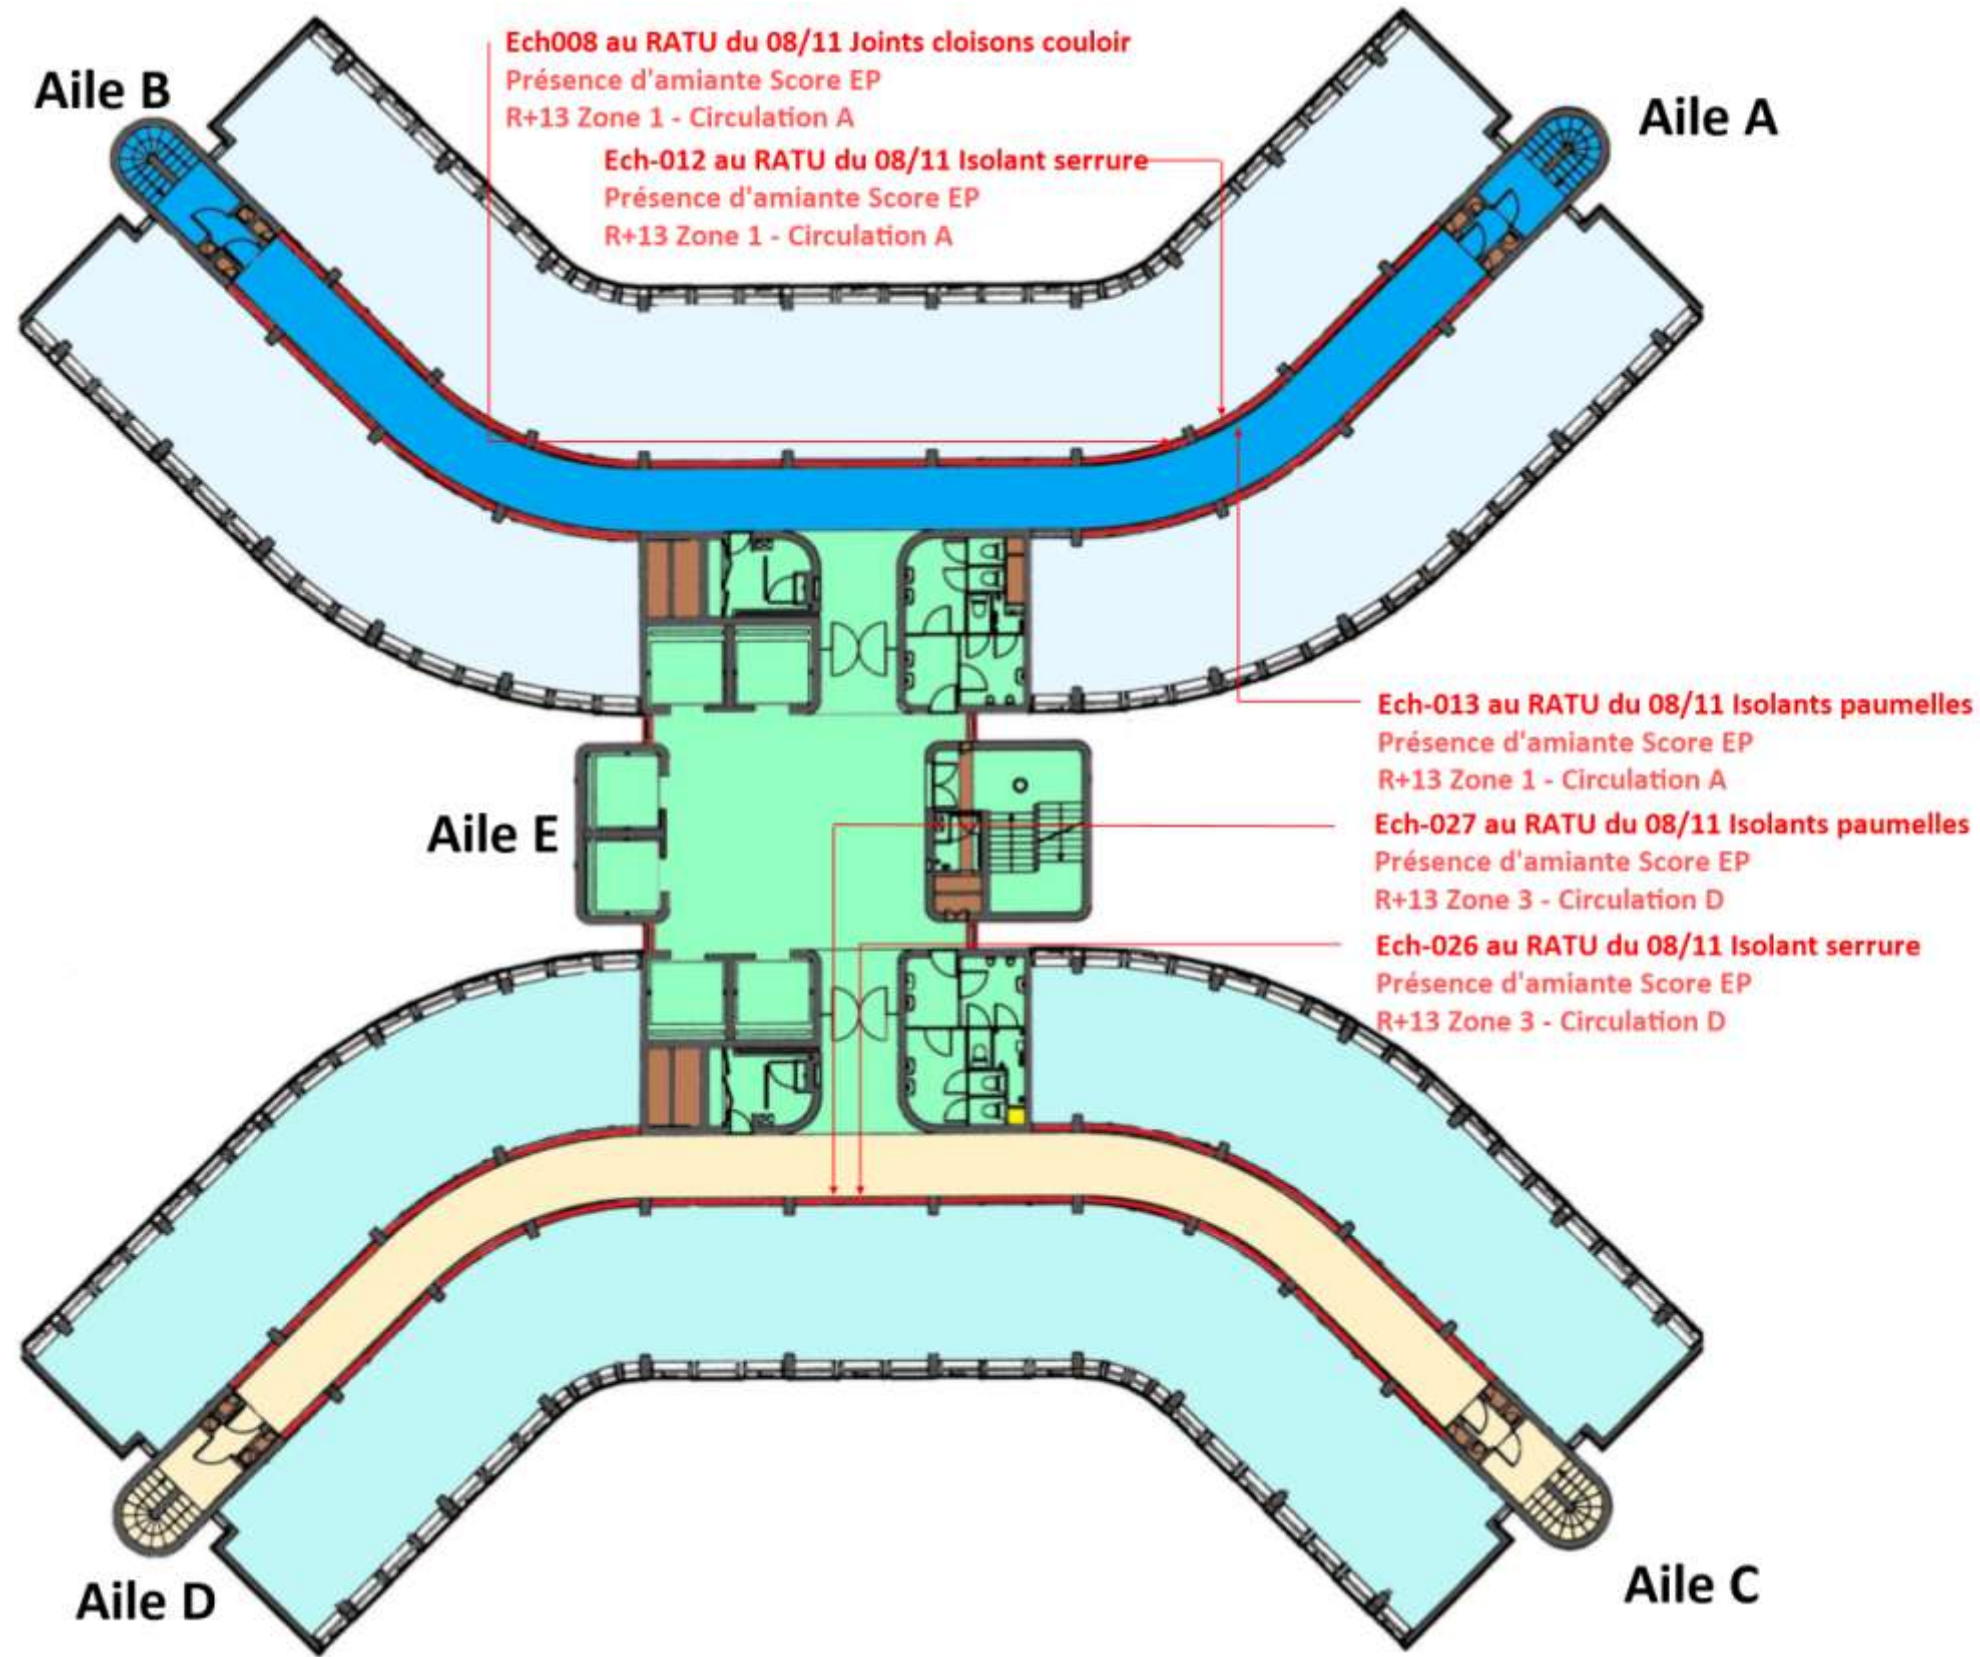 Ech008 au RATU du 08/11 Joints cloisons couloir
Présence d'amiante Score EP
R+13 Zone 1 - Circulation A
Aile B
Aile A
Ech-012 au RATU du 08/11 Isolant serrure
Présence d'amiante Score EP
R+13 Zone 1 - Circulation A
Ech-013 au RATU du 08/11 Isolants paumelles
Présence d'amiante Score EP
R+13 Zone 1 - Circulation A
Aile E
Ech-027 au RATU du 08/11 Isolants paumelles
Présence d'amiante Score EP
R+13 Zone 3 - Circulation D
Ech-026 au RATU du 08/11 Isolant serrure
Présence d'amiante Score EP
R+13 Zone 3 - Circulation D
Aile D
Aile C